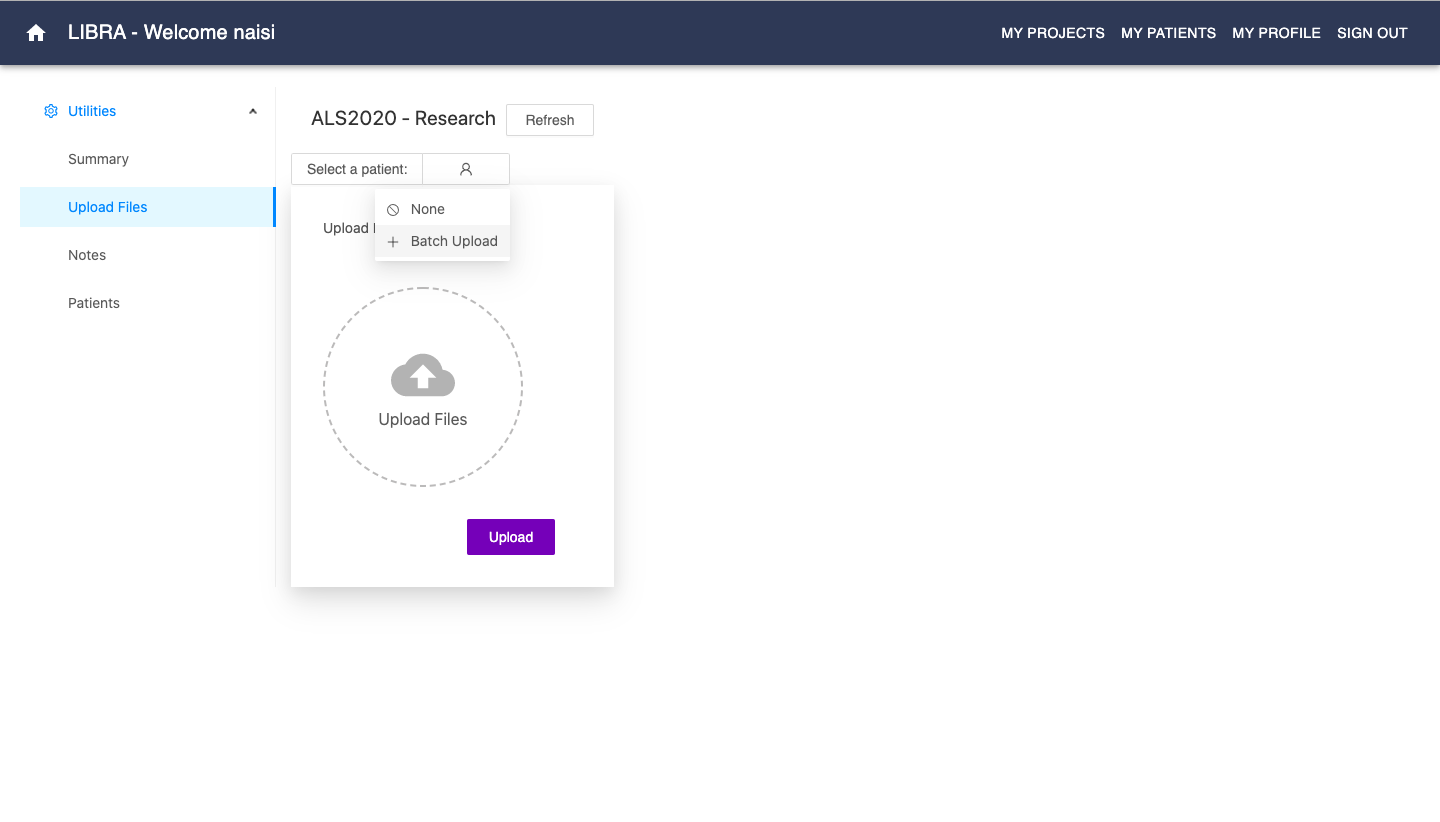 LIBRA - Welcome naisi
MY PROJECTS MY PATIENTS MY PROFILE SIGN OUT
Utilities
Summary
Upload Files
Notes
Patients
ALS2020 - Research
Refresh
Select a patient:
None
Upload
Batch Upload
Upload Files
Upload